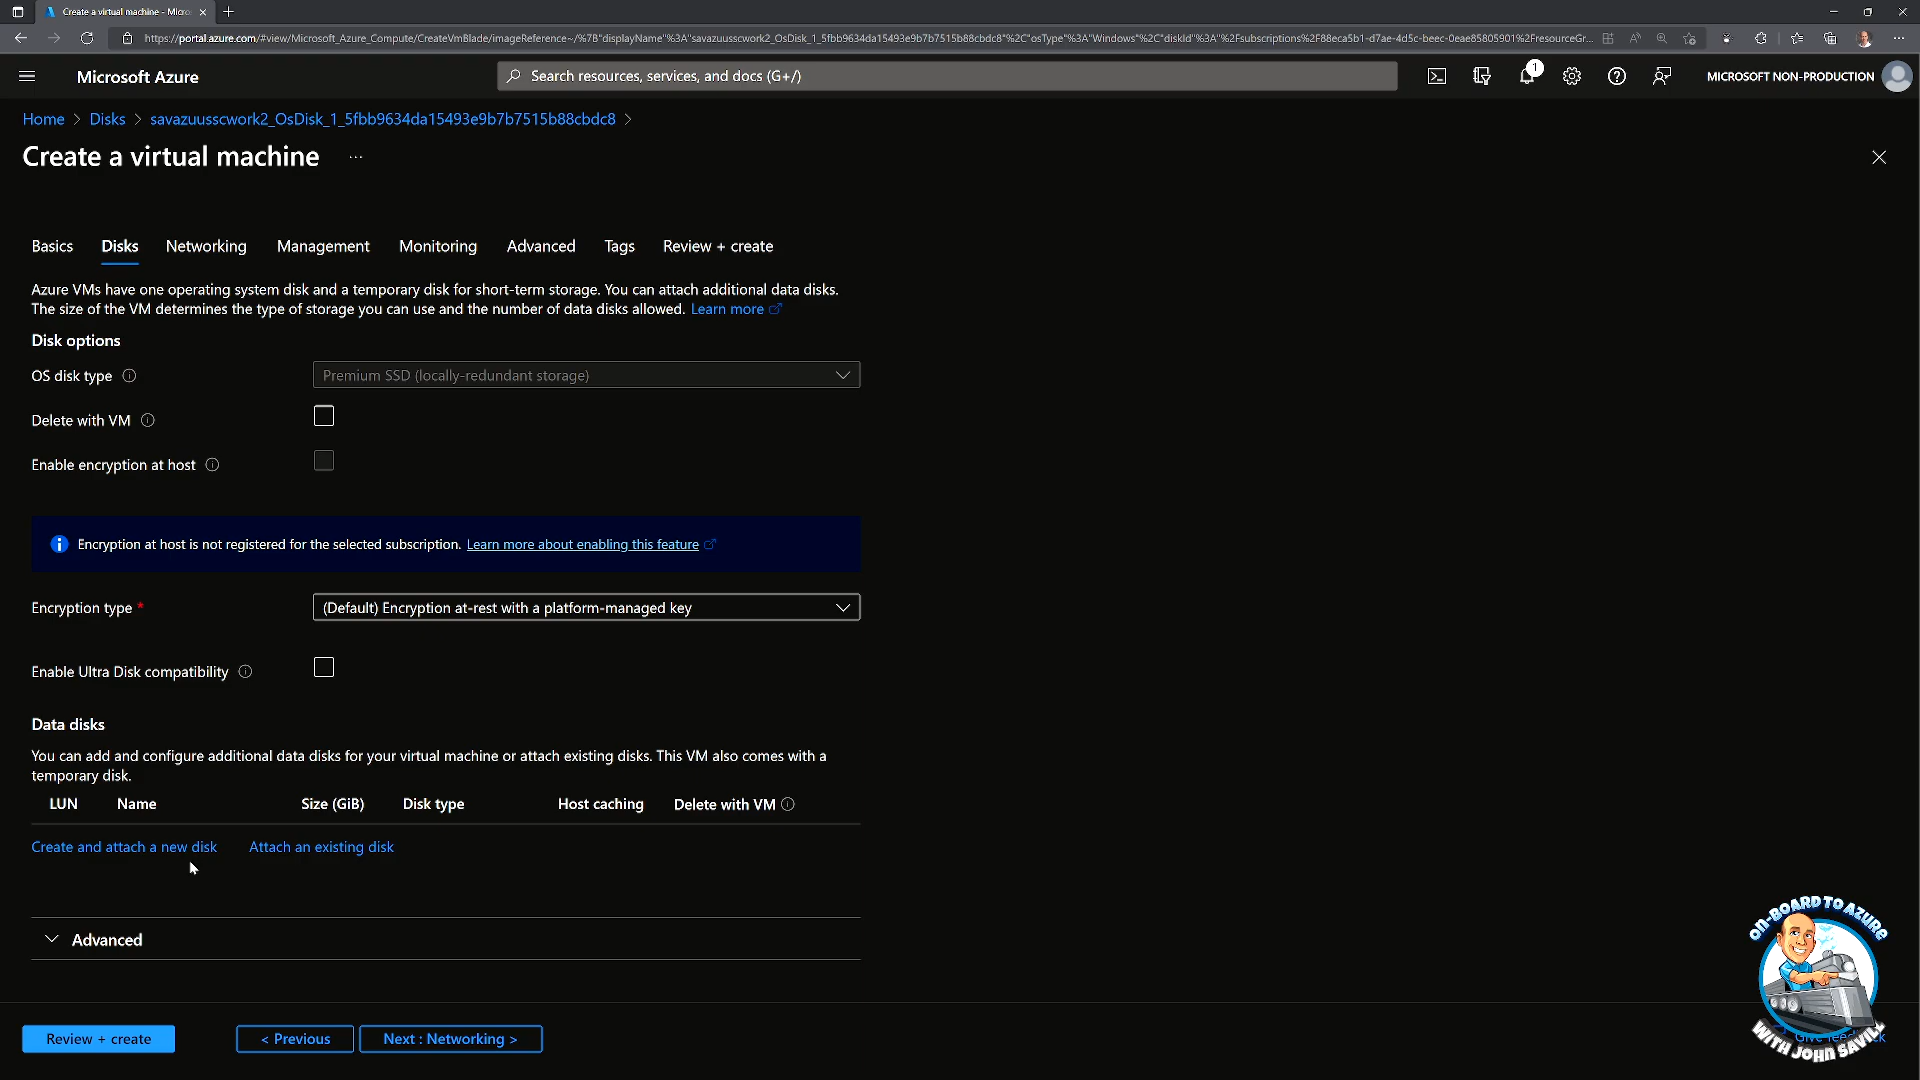 Create a virtual machine - Micro
https://portal.azure.com/#view/Microsoft_Azure_Compute/CreateVmBlade/imageReference~/%7B"displayName"%3A"savazuusscwork2_OsDisk_1_5fbb9634da15493e9b7b7515b88cbdc8"%2C"osType"%3A"Windows"%2C"diskId"%3A"%2Fsubscriptions%2F88eca5b1-d7ae-4d5c-beec-0eae85805901%2FresourceGr...
Microsoft Azure
Search resources, services, and docs (G+/)
1
MICROSOFT NON-PRODUCTION
Home > Disks > savazuusscwork2_OsDisk_1_5fbb9634da15493e9b7b7515b88cbdc8 >
Create a virtual machine ...
Basics Disks Networking Management Monitoring Advanced Tags Review + create
Azure VMs have one operating system disk and a temporary disk for short-term storage. You can attach additional data disks.
The size of the VM determines the type of storage you can use and the number of data disks allowed. Learn more
Disk options
OS disk type Premium SSD (locally-redundant storage)
Delete with VM
Enable encryption at host
Encryption at host is not registered for the selected subscription. Learn more about enabling this feature
Encryption type * (Default) Encryption at-rest with a platform-managed key
Enable Ultra Disk compatibility
Data disks
You can add and configure additional data disks for your virtual machine or attach existing disks. This VM also comes with a
temporary disk.
LUN Name Size (GiB) Disk type Host caching Delete with VM
Create and attach a new disk Attach an existing disk
Advanced
ON-BOARD TO AZURE
WITH JOHN SAVILL
Review + create < Previous Next : Networking >